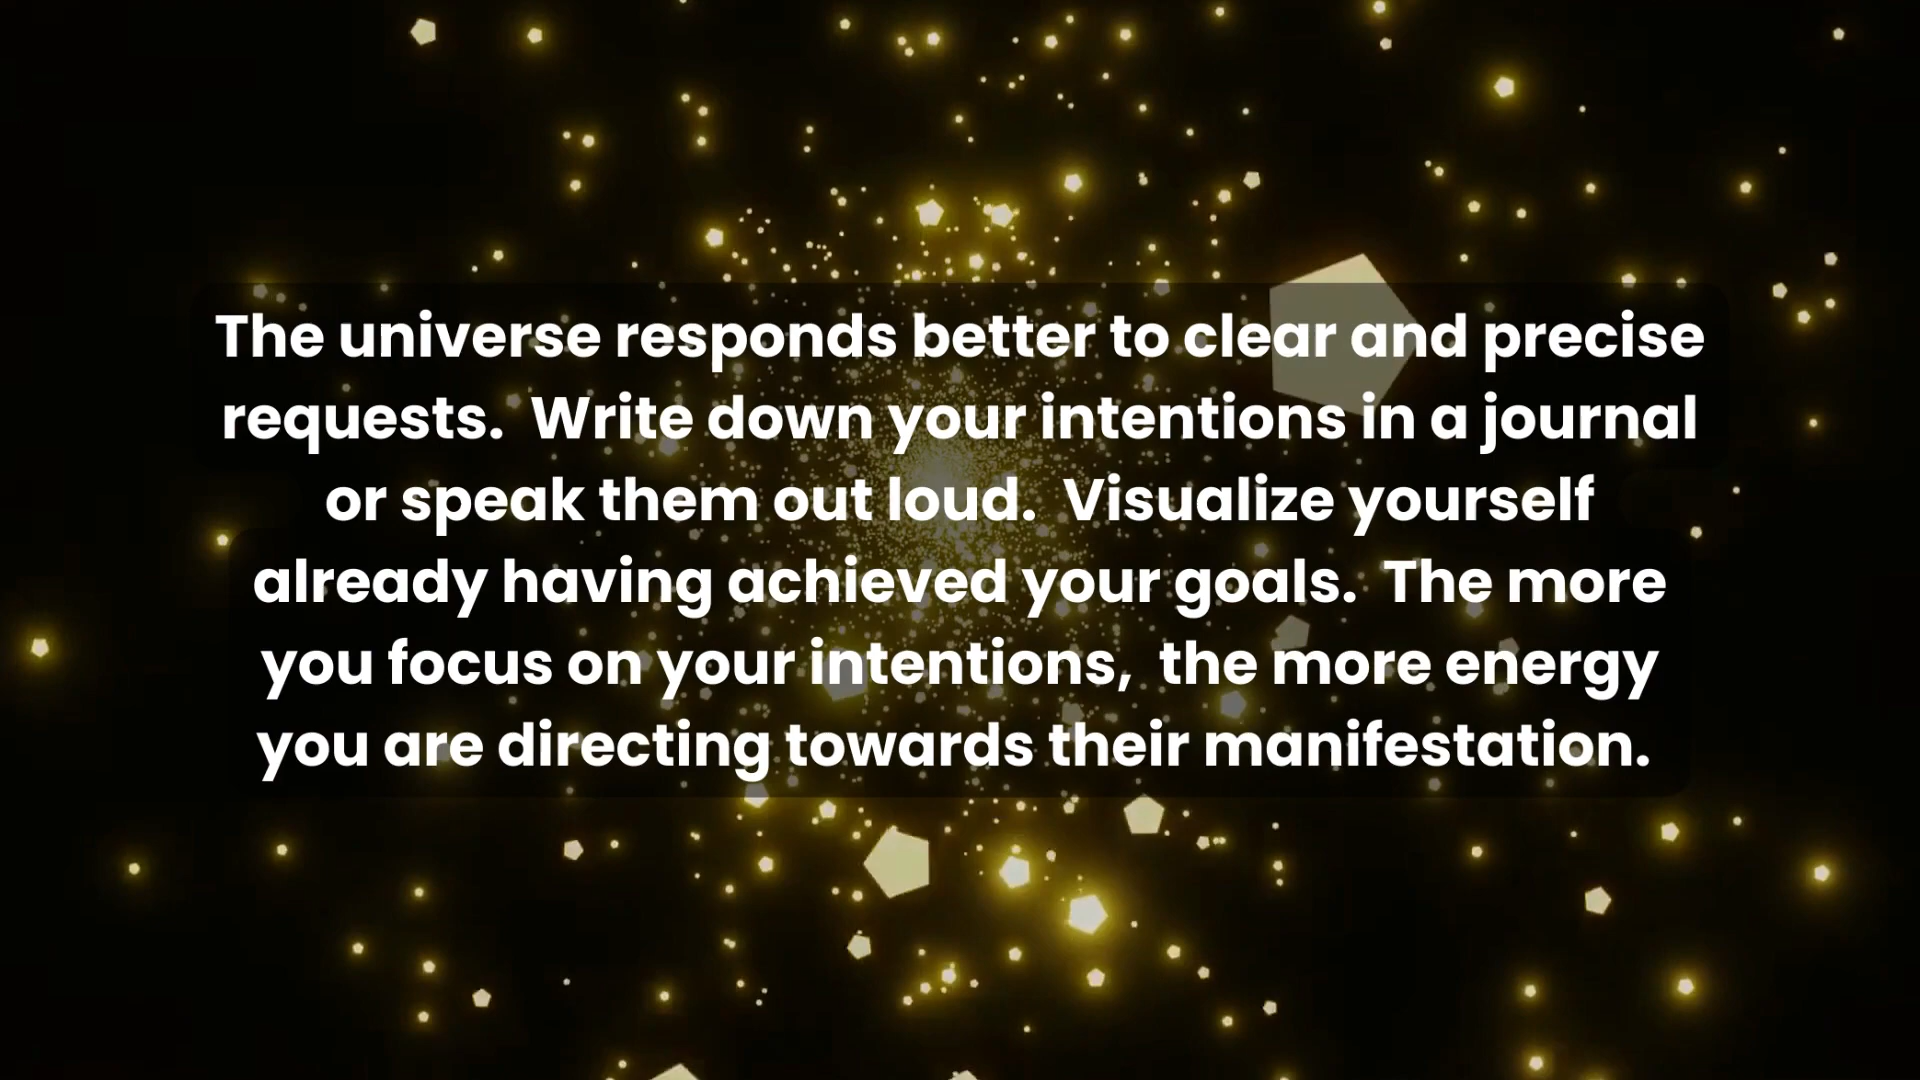 The universe responds better to clear and precise
requests. Write down your intentions in a journal
or speak them out loud. Visualize yourself
already having achieved your goals. The more
you focus on your intentions, the more energy
you are directing towards their manifestation.